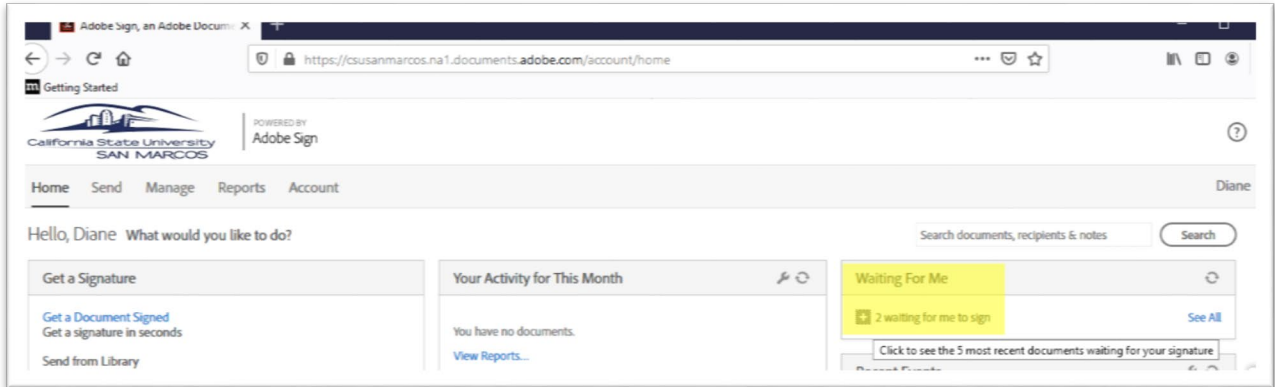 Adobe Sign, an Adobe Docume
https://csusanmarcos.na1.documents.adobe.com/account/home
Getting Started
California State University
SAN MARCOS
POWERED BY
Adobe Sign
Home Send Manage Reports Account Diane
Hello, Diane What would you like to do?
Search documents, recipients & notes Search
Get a Signature
Get a Document Signed
Get a signature in seconds
Send from Library
Your Activity for This Month
You have no documents.
View Reports...
Waiting For Me
2 waiting for me to sign See All
Click to see the 5 most recent documents waiting for your signature
Recent Events